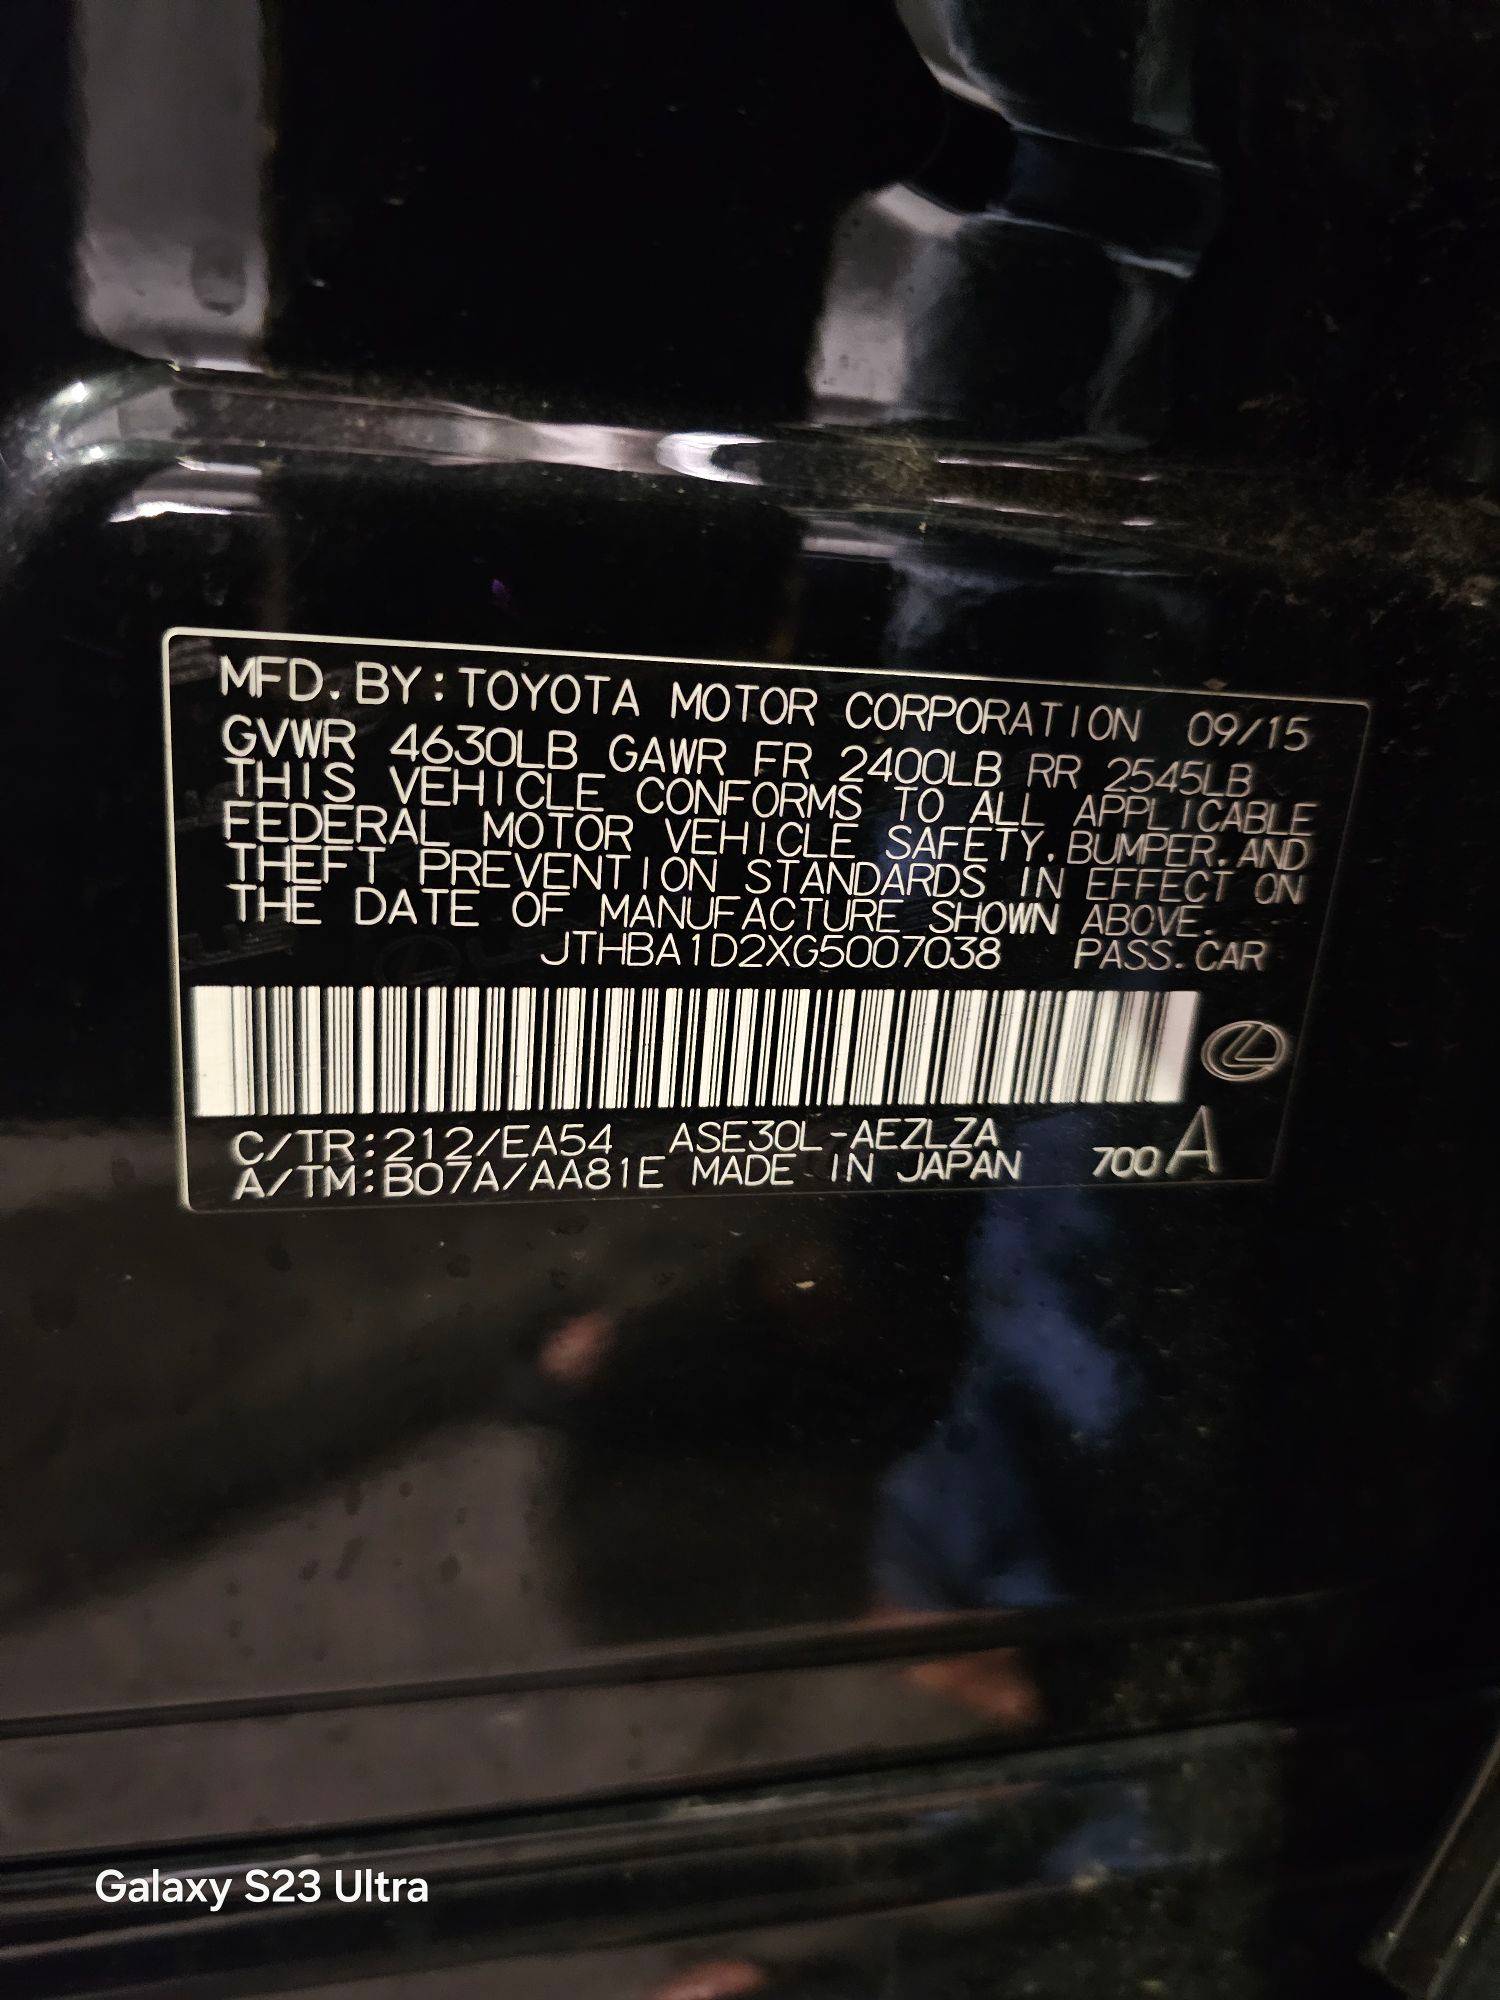 MFD. BY: TOYOTA MOTOR CORPORATION 09/15
GVWR 4630LB GAWR FR 2400LB RR 2545LB
THIS VEHICLE CONFORMS TO ALL APPLICABLE
FEDERAL MOTOR VEHICLE SAFETY. BUMPER. AND
THEFT PREVENTION STANDARDS IN EFFECT ON
THE DATE OF MANUFACTURE SHOWN ABOVE.
JTHBA1D2XG5007038 PASS. CAR
C/TR:212/EA54 ASE30L-AEZLZA
A/TM:B07A/AA81E MADE IN JAPAN 700 A
Galaxy S23 Ultra